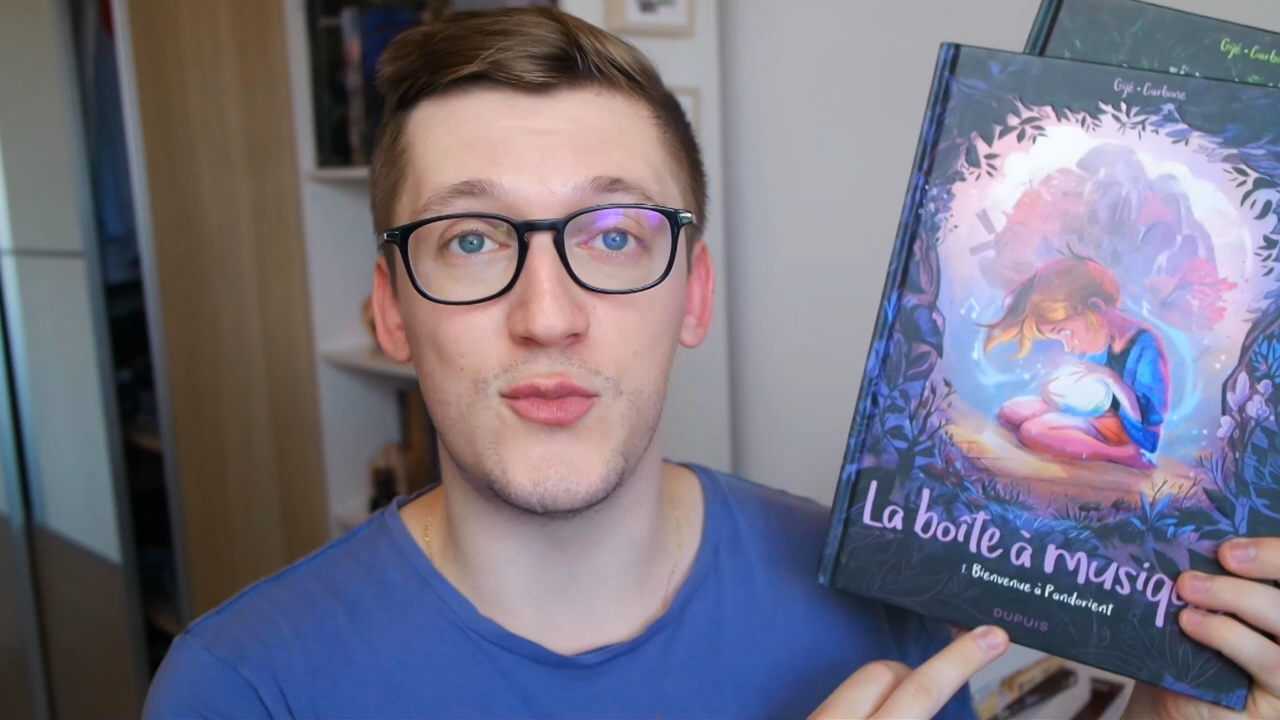 Gijé • Carbone
La boîte à musiq
1. Bienvenue à Pandorient
DUPUIS